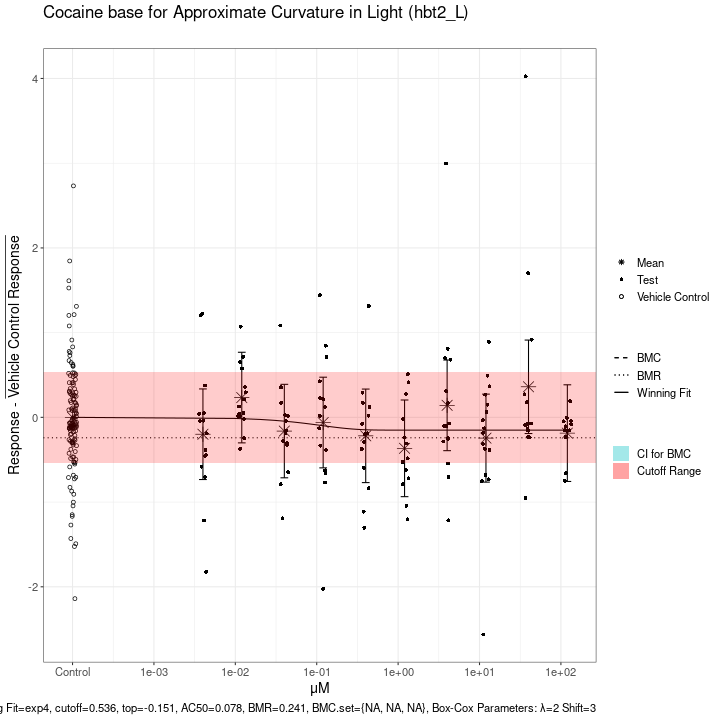 Cocaine base for Approximate Curvature in Light (hbt2_L)
Response - Vehicle Control Response
4
2
0
-2
Control
1e-03
1e-02
1e-01
1e+00
1e+01
1e+02
μM
Mean
Test
Vehicle Control
BMC
BMR
Winning Fit
CI for BMC
Cutoff Range
g Fit=exp4, cutoff=0.536, top=-0.151, AC50=0.078, BMR=0.241, BMC.set={NA, NA, NA}, Box-Cox Parameters: λ=2 Shift=3